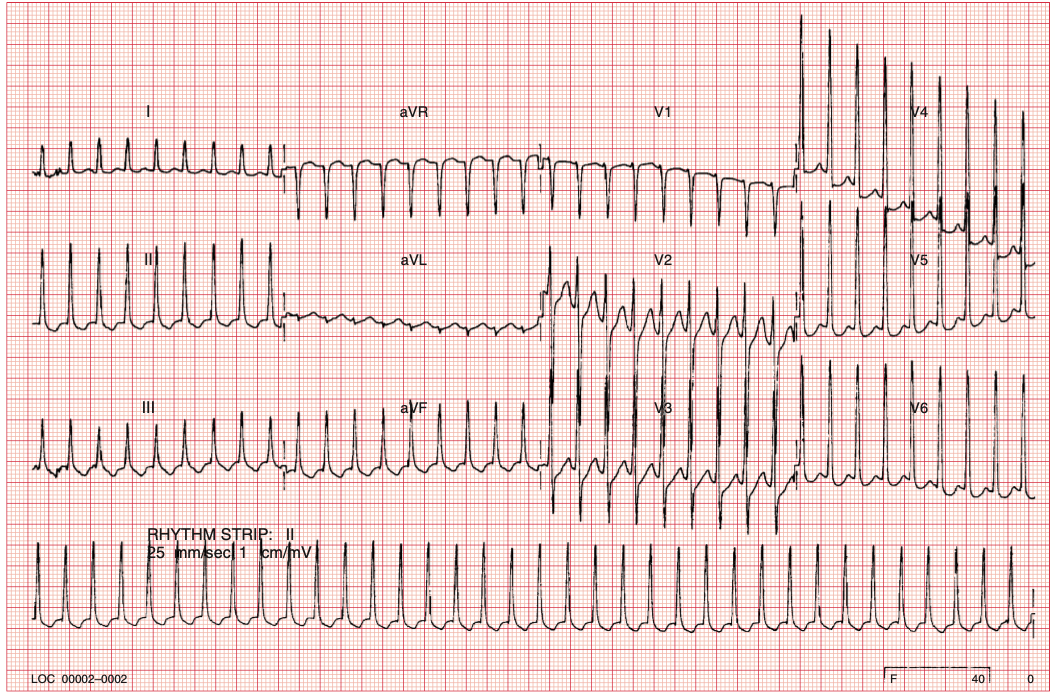 I aVR V1 V4
II aVL V2 V5
III aVF V3 V6
RHYTHM STRIP: II
25 mm/sec 1 cm/mV
LOC 00002–0002 F 40 0